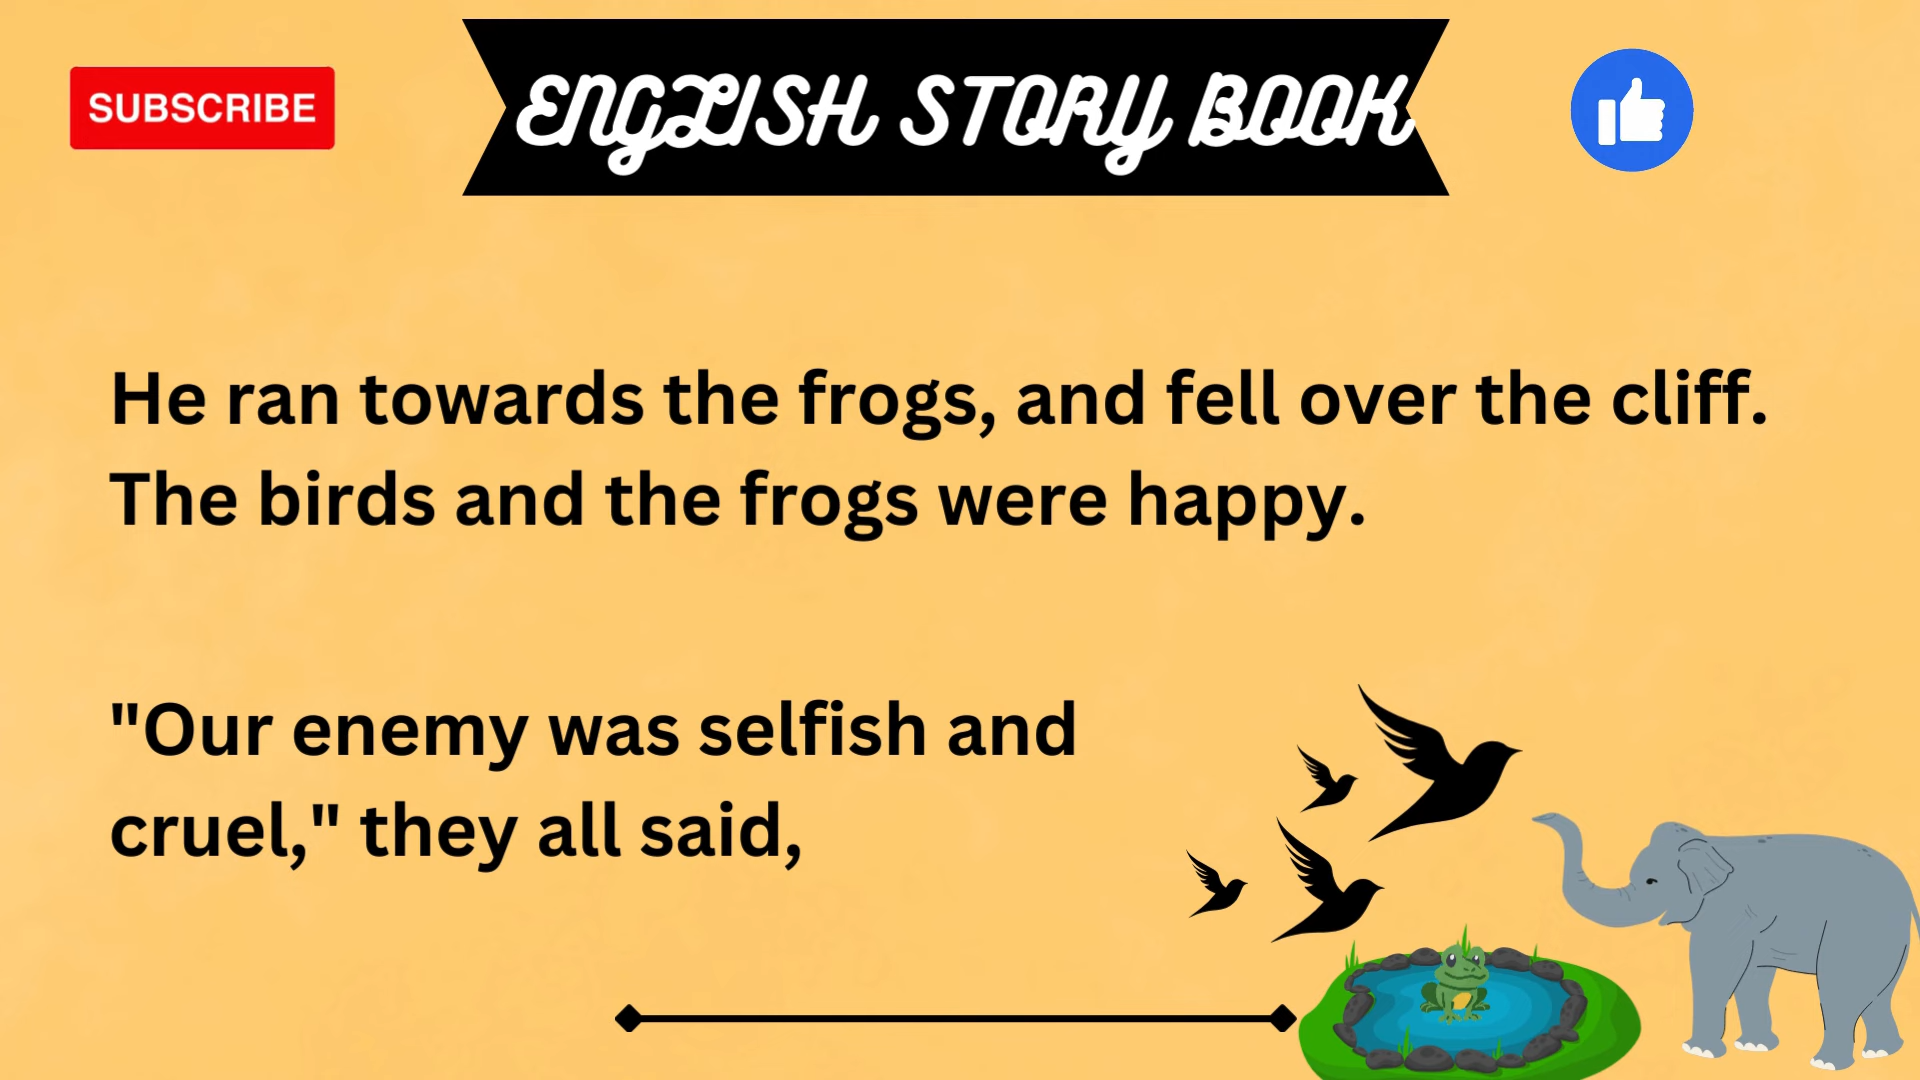 SUBSCRIBE
ENGLISH STORY BOOK
He ran towards the frogs, and fell over the cliff.
The birds and the frogs were happy.
"Our enemy was selfish and
cruel," they all said,